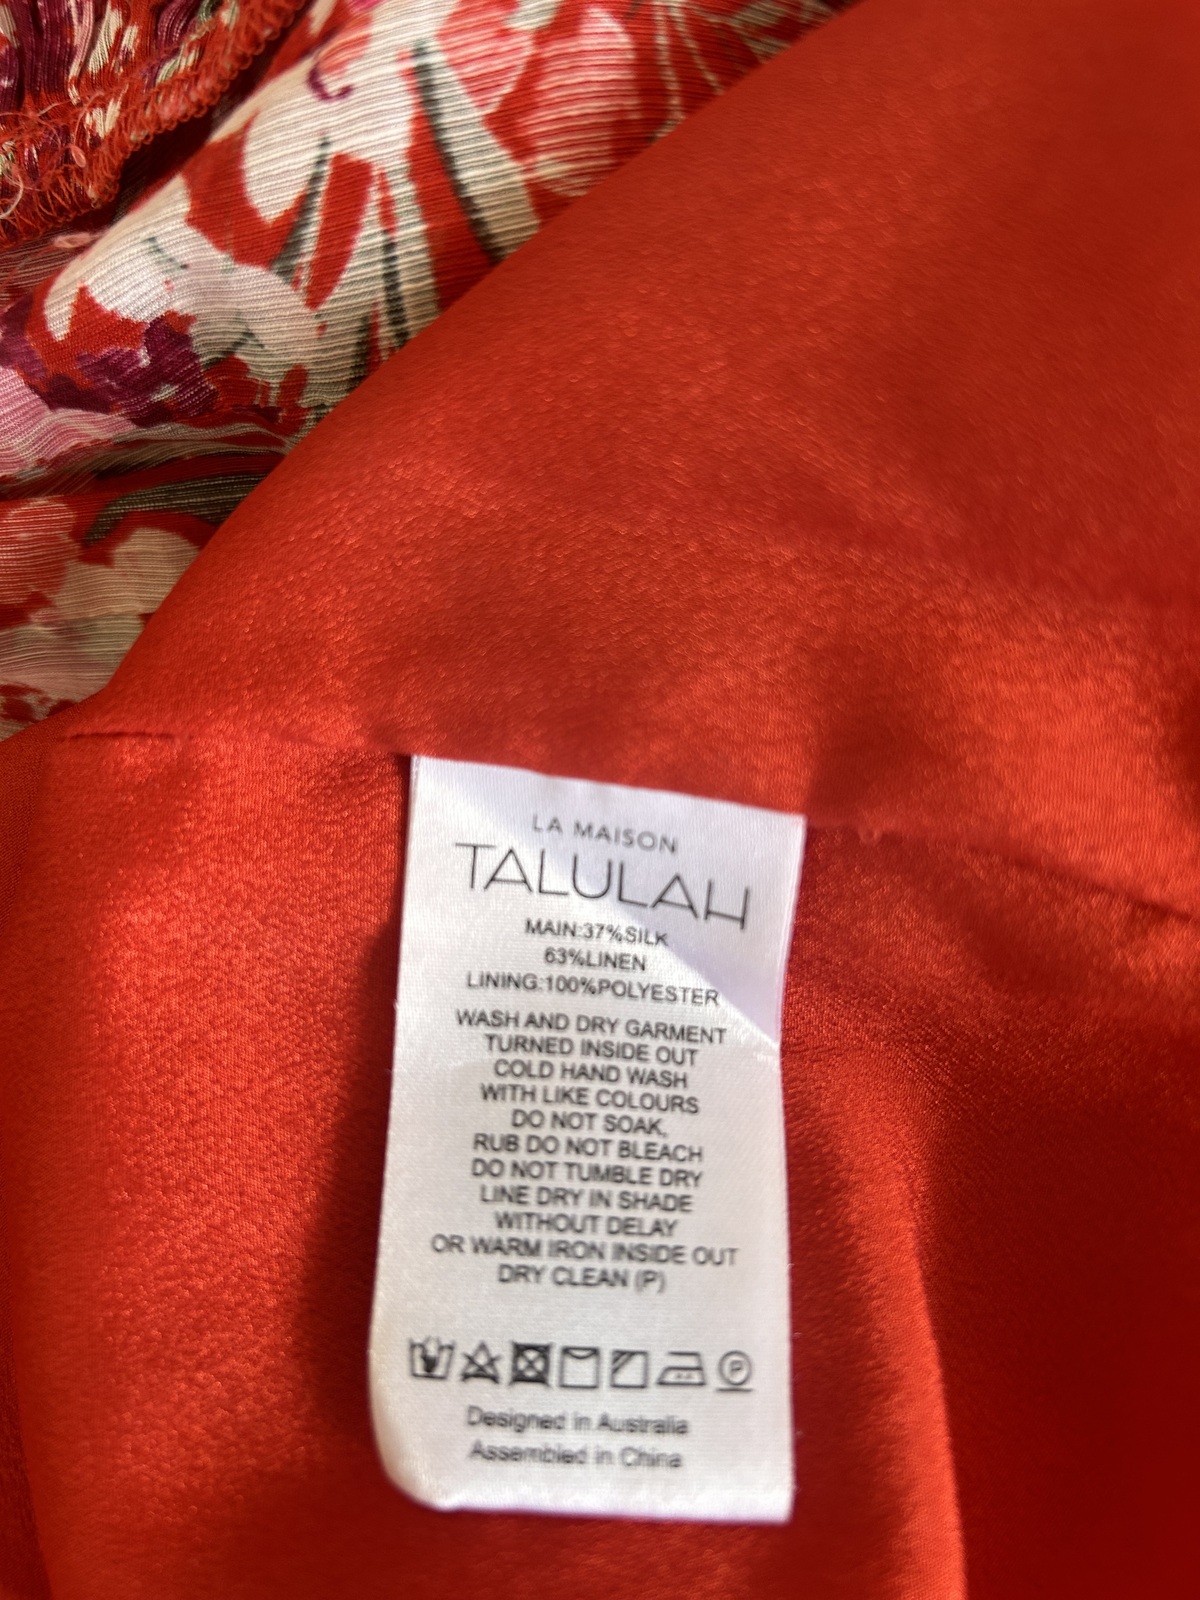 LA MAISON
TALULAH
MAIN:37%SILK
63%LINEN
LINING:100%POLYESTER
WASH AND DRY GARMENT
TURNED INSIDE OUT
COLD HAND WASH
WITH LIKE COLOURS
DO NOT SOAK,
RUB DO NOT BLEACH
DO NOT TUMBLE DRY
LINE DRY IN SHADE
WITHOUT DELAY
OR WARM IRON INSIDE OUT
DRY CLEAN (P)
P
Designed in Australia
Assembled in China